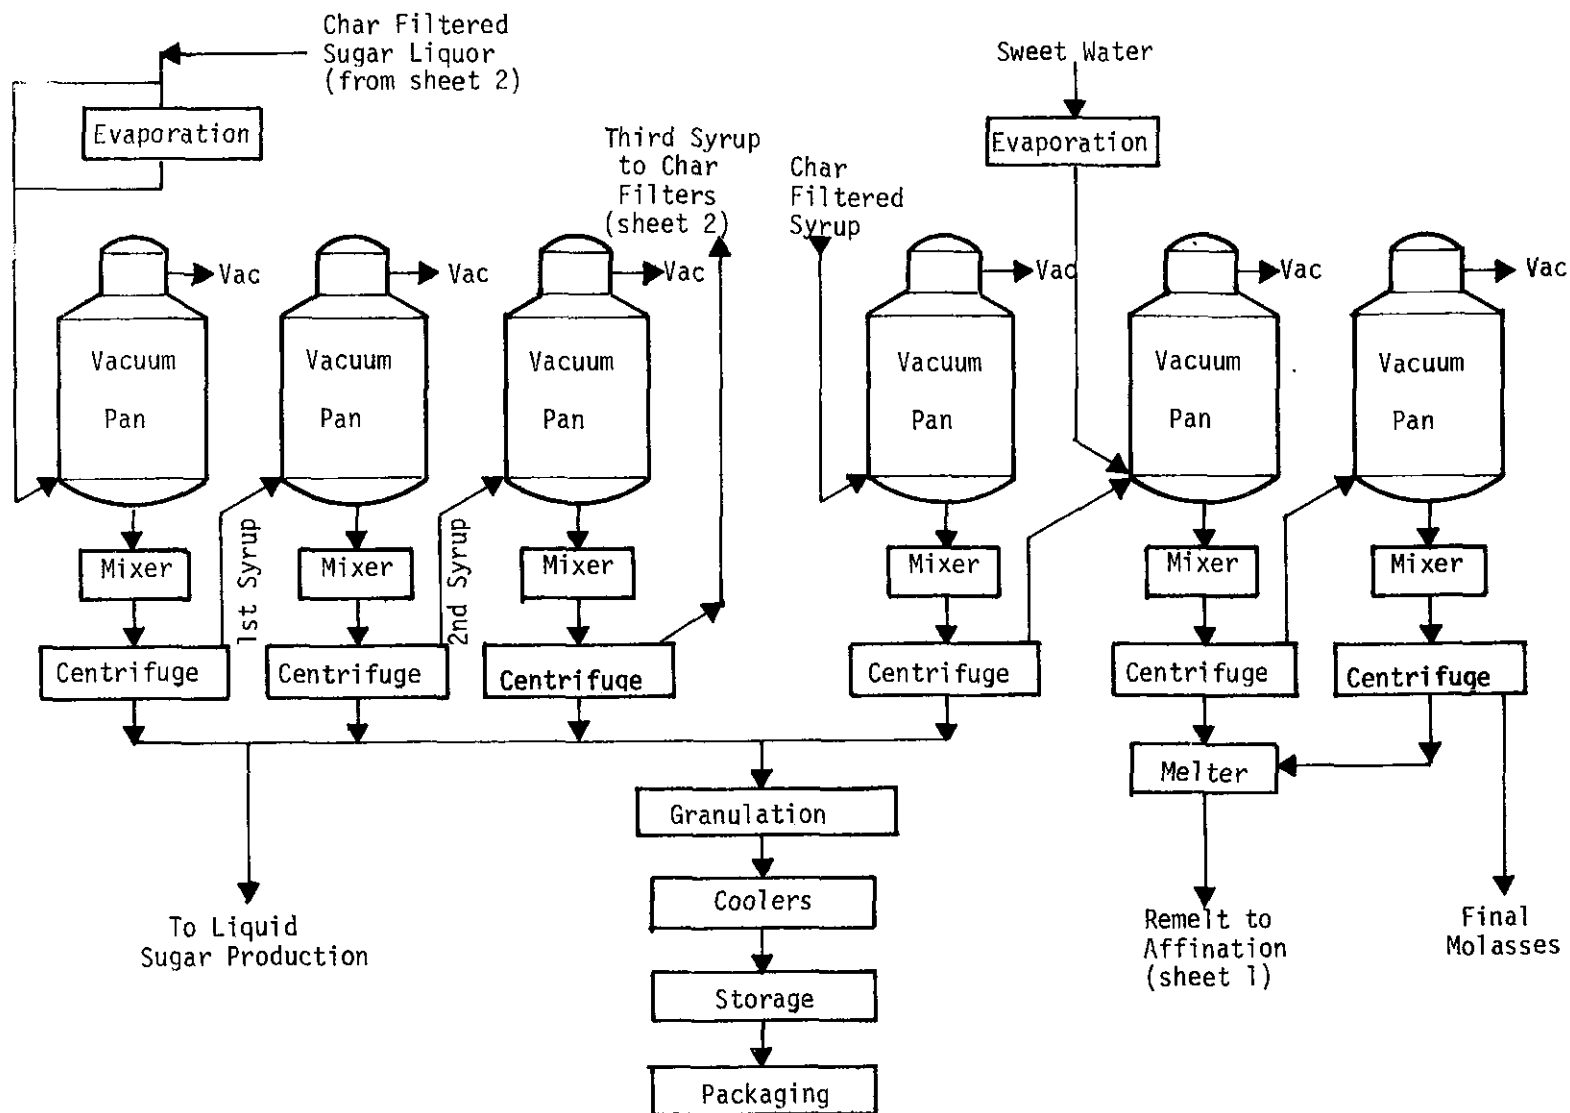 Char Filtered
Sugar Liquor
(from sheet 2)
Evaporation
Third Syrup
to Char
Filters
(sheet 2)
Char
Filtered
Syrup
Sweet Water
Evaporation
Vac
Vac
Vac
Vac
Vac
Vac
Vacuum
Pan
Vacuum
Pan
Vacuum
Pan
Vacuum
Pan
Vacuum
Pan
Vacuum
Pan
Mixer
1st Syrup
Mixer
2nd Syrup
Mixer
Mixer
Mixer
Mixer
Centrifuge
Centrifuge
Centrifuge
Centrifuge
Centrifuge
Centrifuge
Melter
Granulation
Coolers
Storage
Packaging
To Liquid
Sugar Production
Remelt to
Affination
(sheet 1)
Final
Molasses